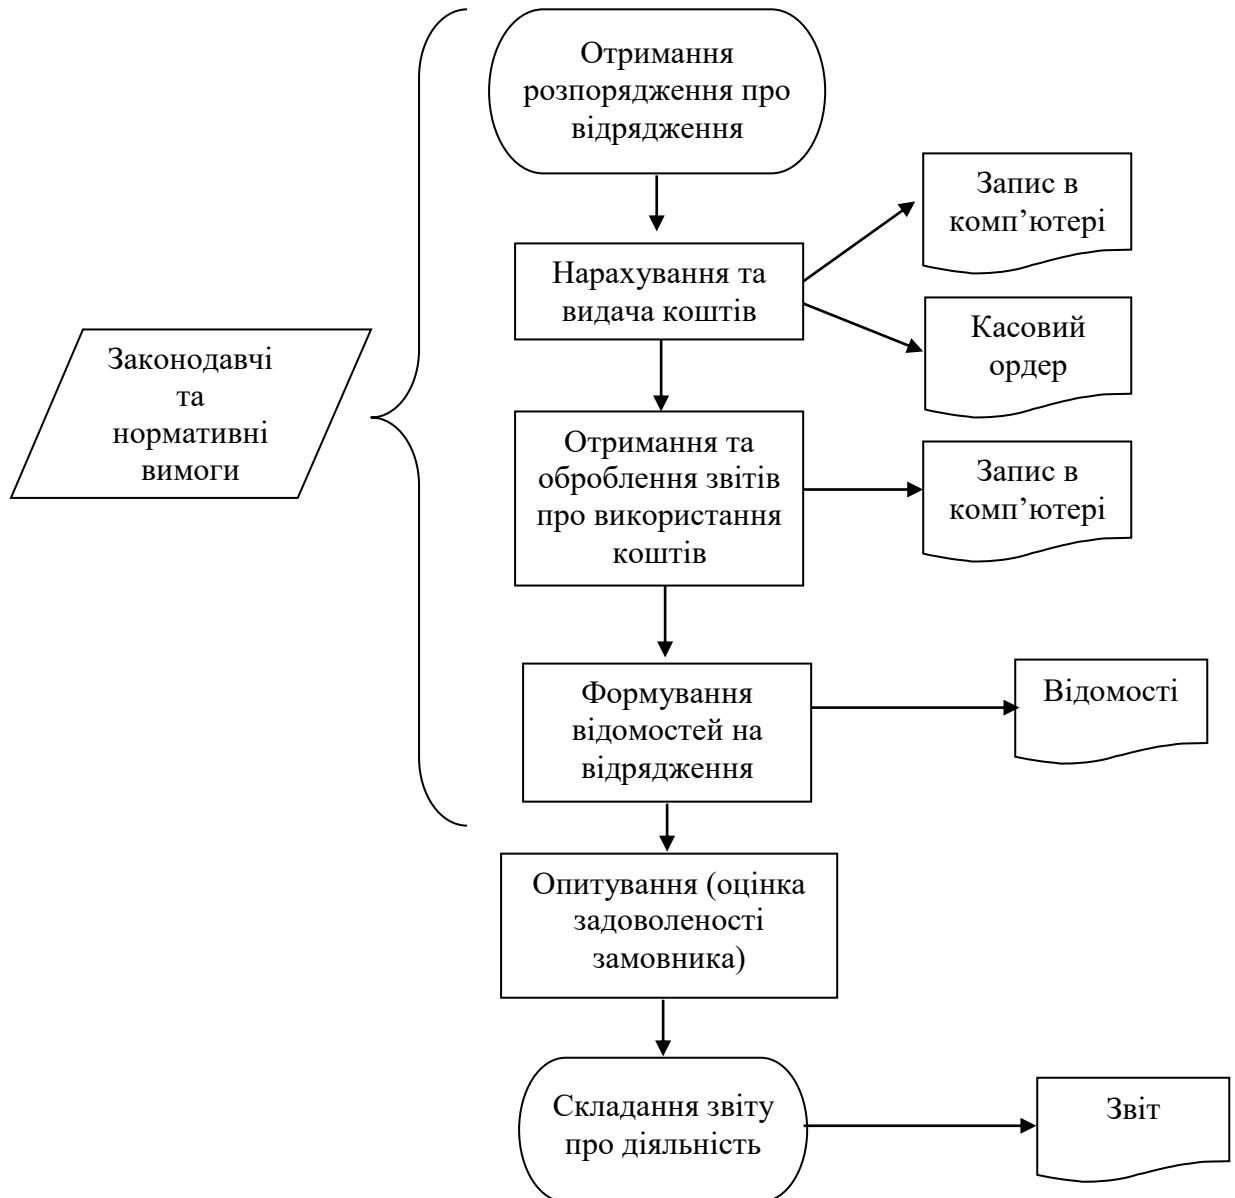 Отримання
розпорядження про
відрядження
Запис в
комп’ютері
Нарахування та
видача коштів
Касовий
ордер
Законодавчі
та
нормативні
вимоги
Отримання та
оброблення звітів
про використання
коштів
Запис в
комп’ютері
Формування
відомостей на
відрядження
Відомості
Опитування (оцінка
задоволеності
замовника)
Складання звіту
про діяльність
Звіт